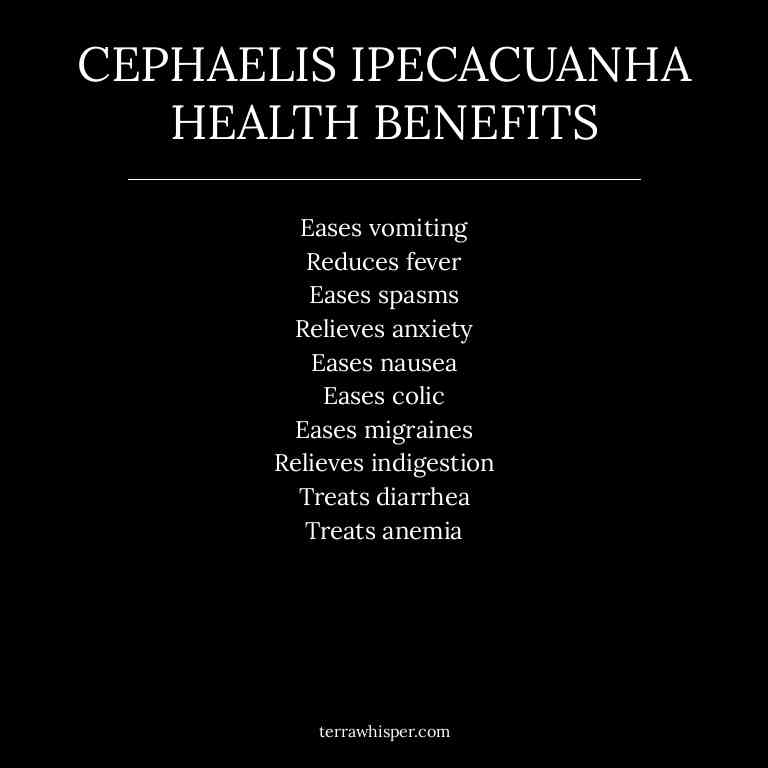 CEPHAELIS IPECACUANHA
HEALTH BENEFITS
Eases vomiting
Reduces fever
Eases spasms
Relieves anxiety
Eases nausea
Eases colic
Eases migraines
Relieves indigestion
Treats diarrhea
Treats anemia
terrawhisper.com